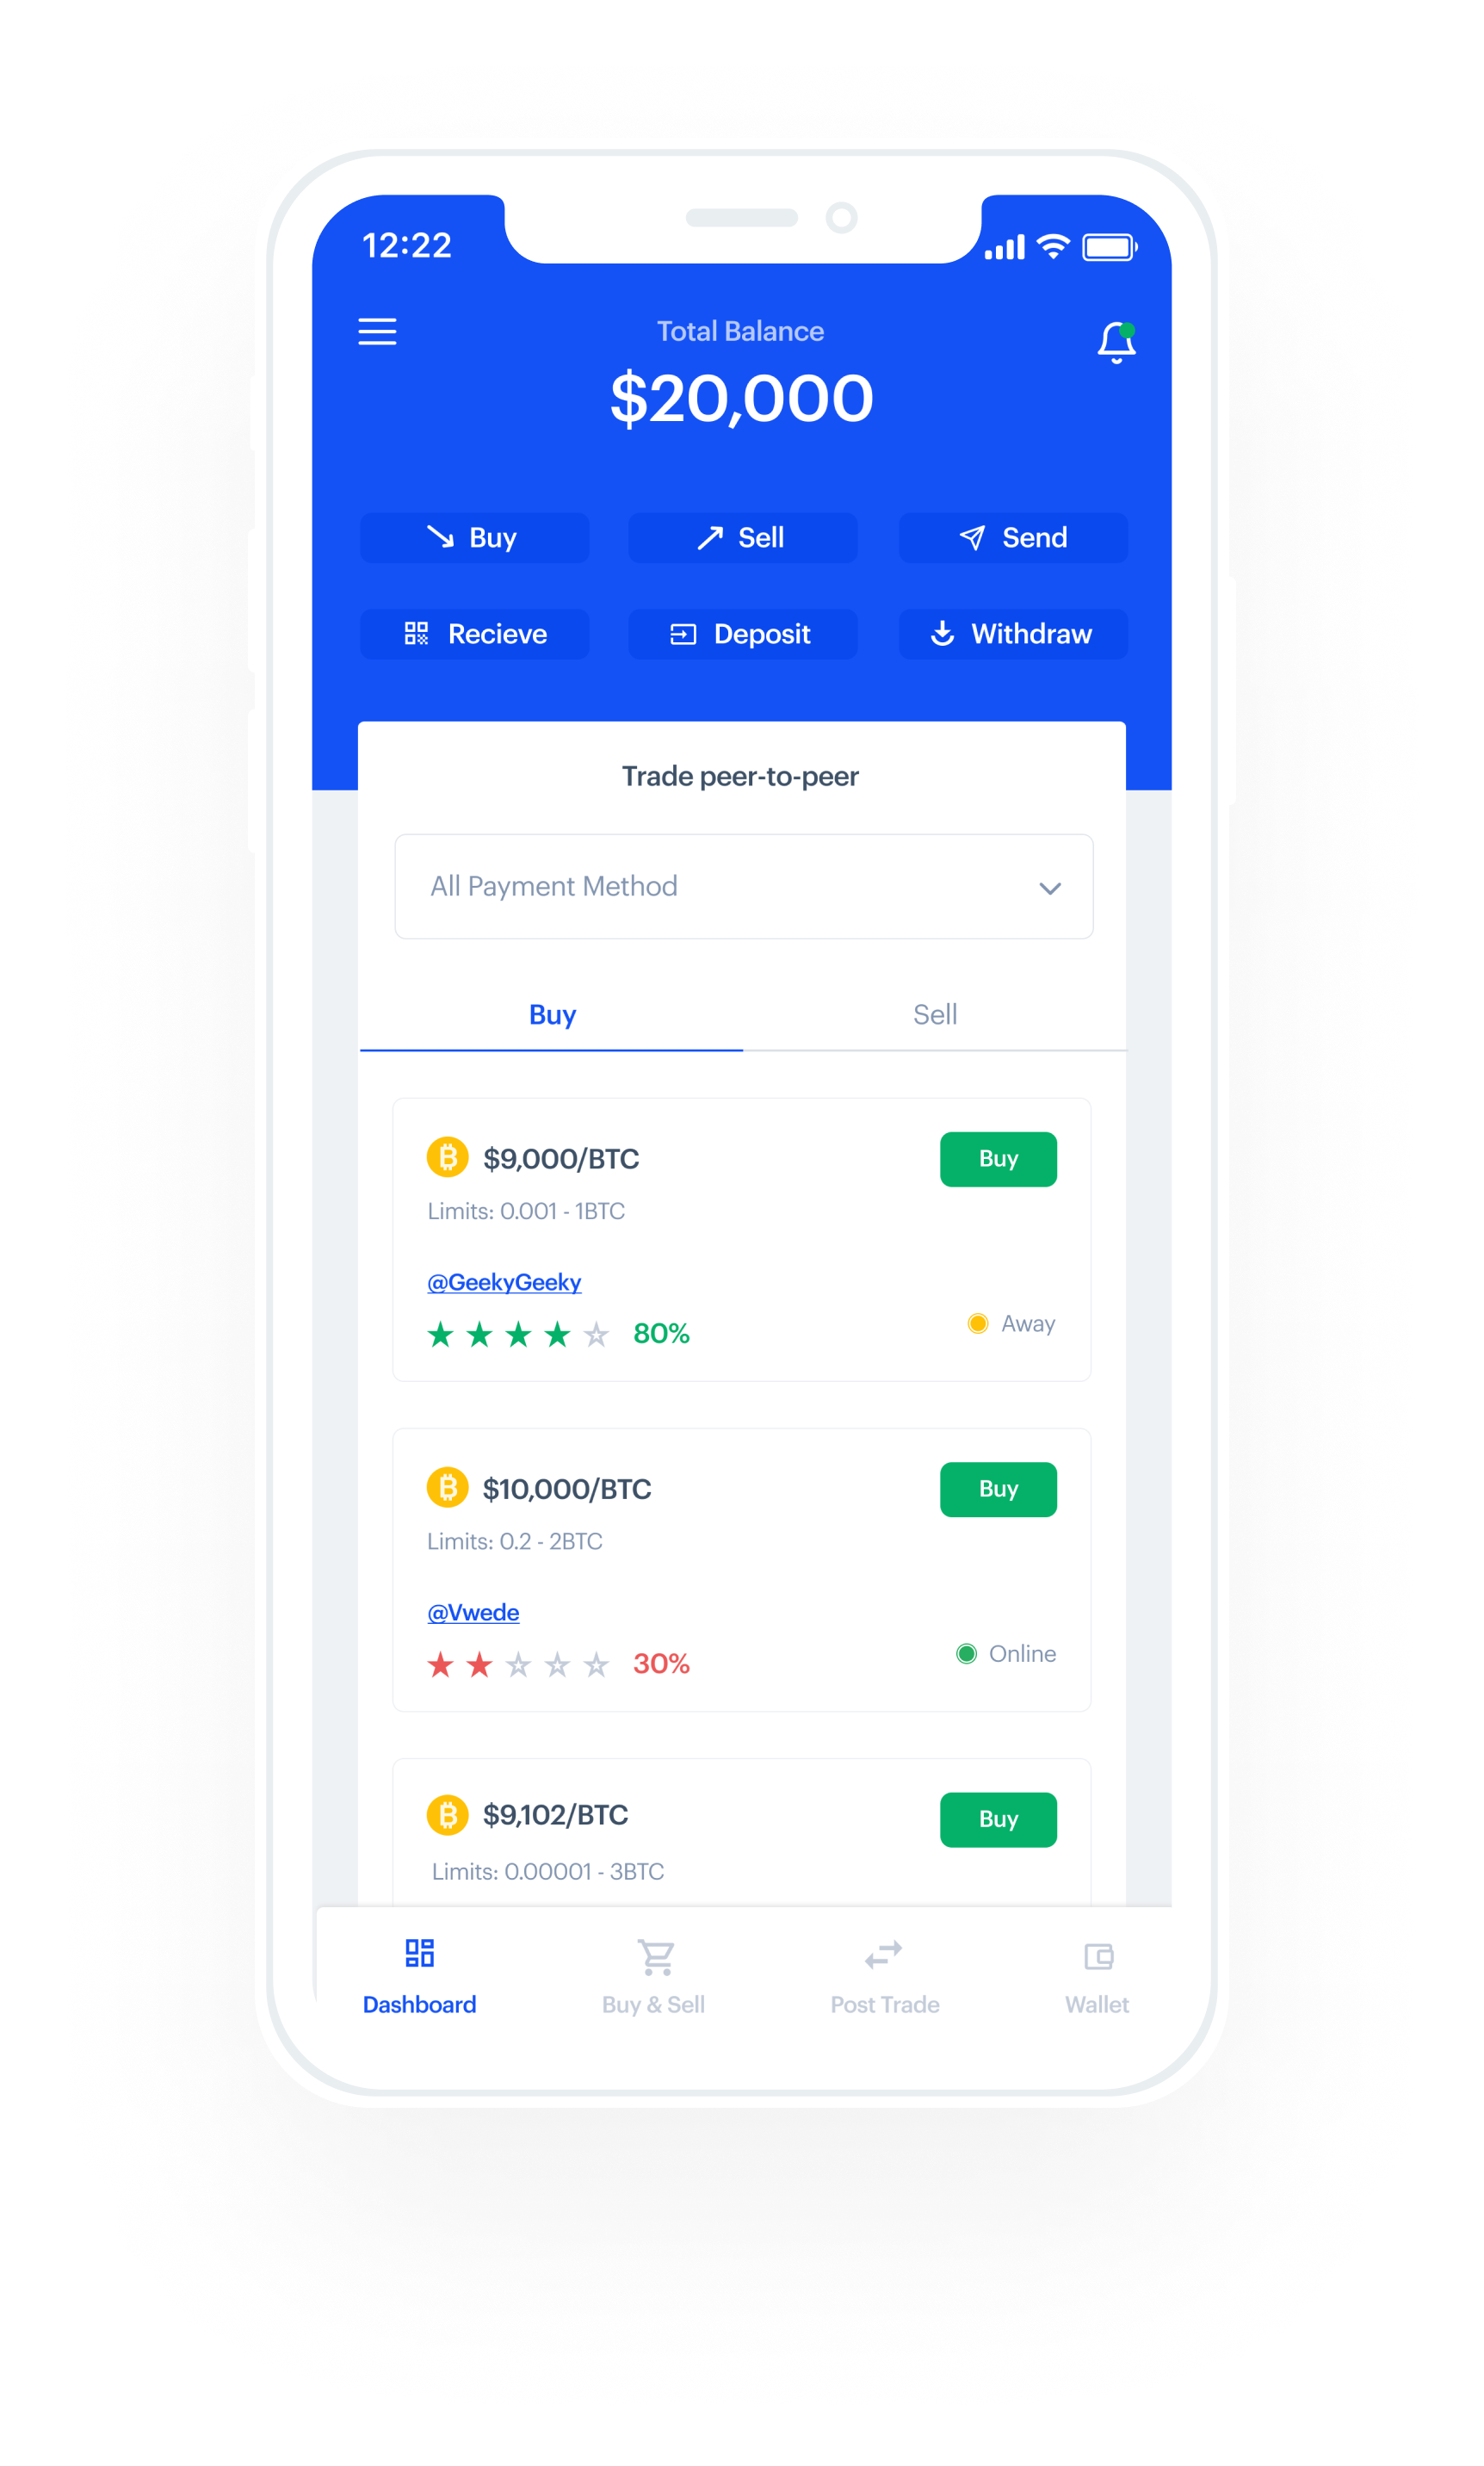 12:22
Total Balance
$20,000
Buy
Sell
Send
Recieve
Deposit
Withdraw
Trade peer-to-peer
All Payment Method
Buy
Sell
$9,000/BTC
Buy
Limits: 0.001 - 1BTC
@GeekyGeeky
80%
Away
$10,000/BTC
Buy
Limits: 0.2 - 2BTC
@Vwede
30%
Online
$9,102/BTC
Buy
Limits: 0.00001 - 3BTC
Dashboard
Buy & Sell
Post Trade
Wallet